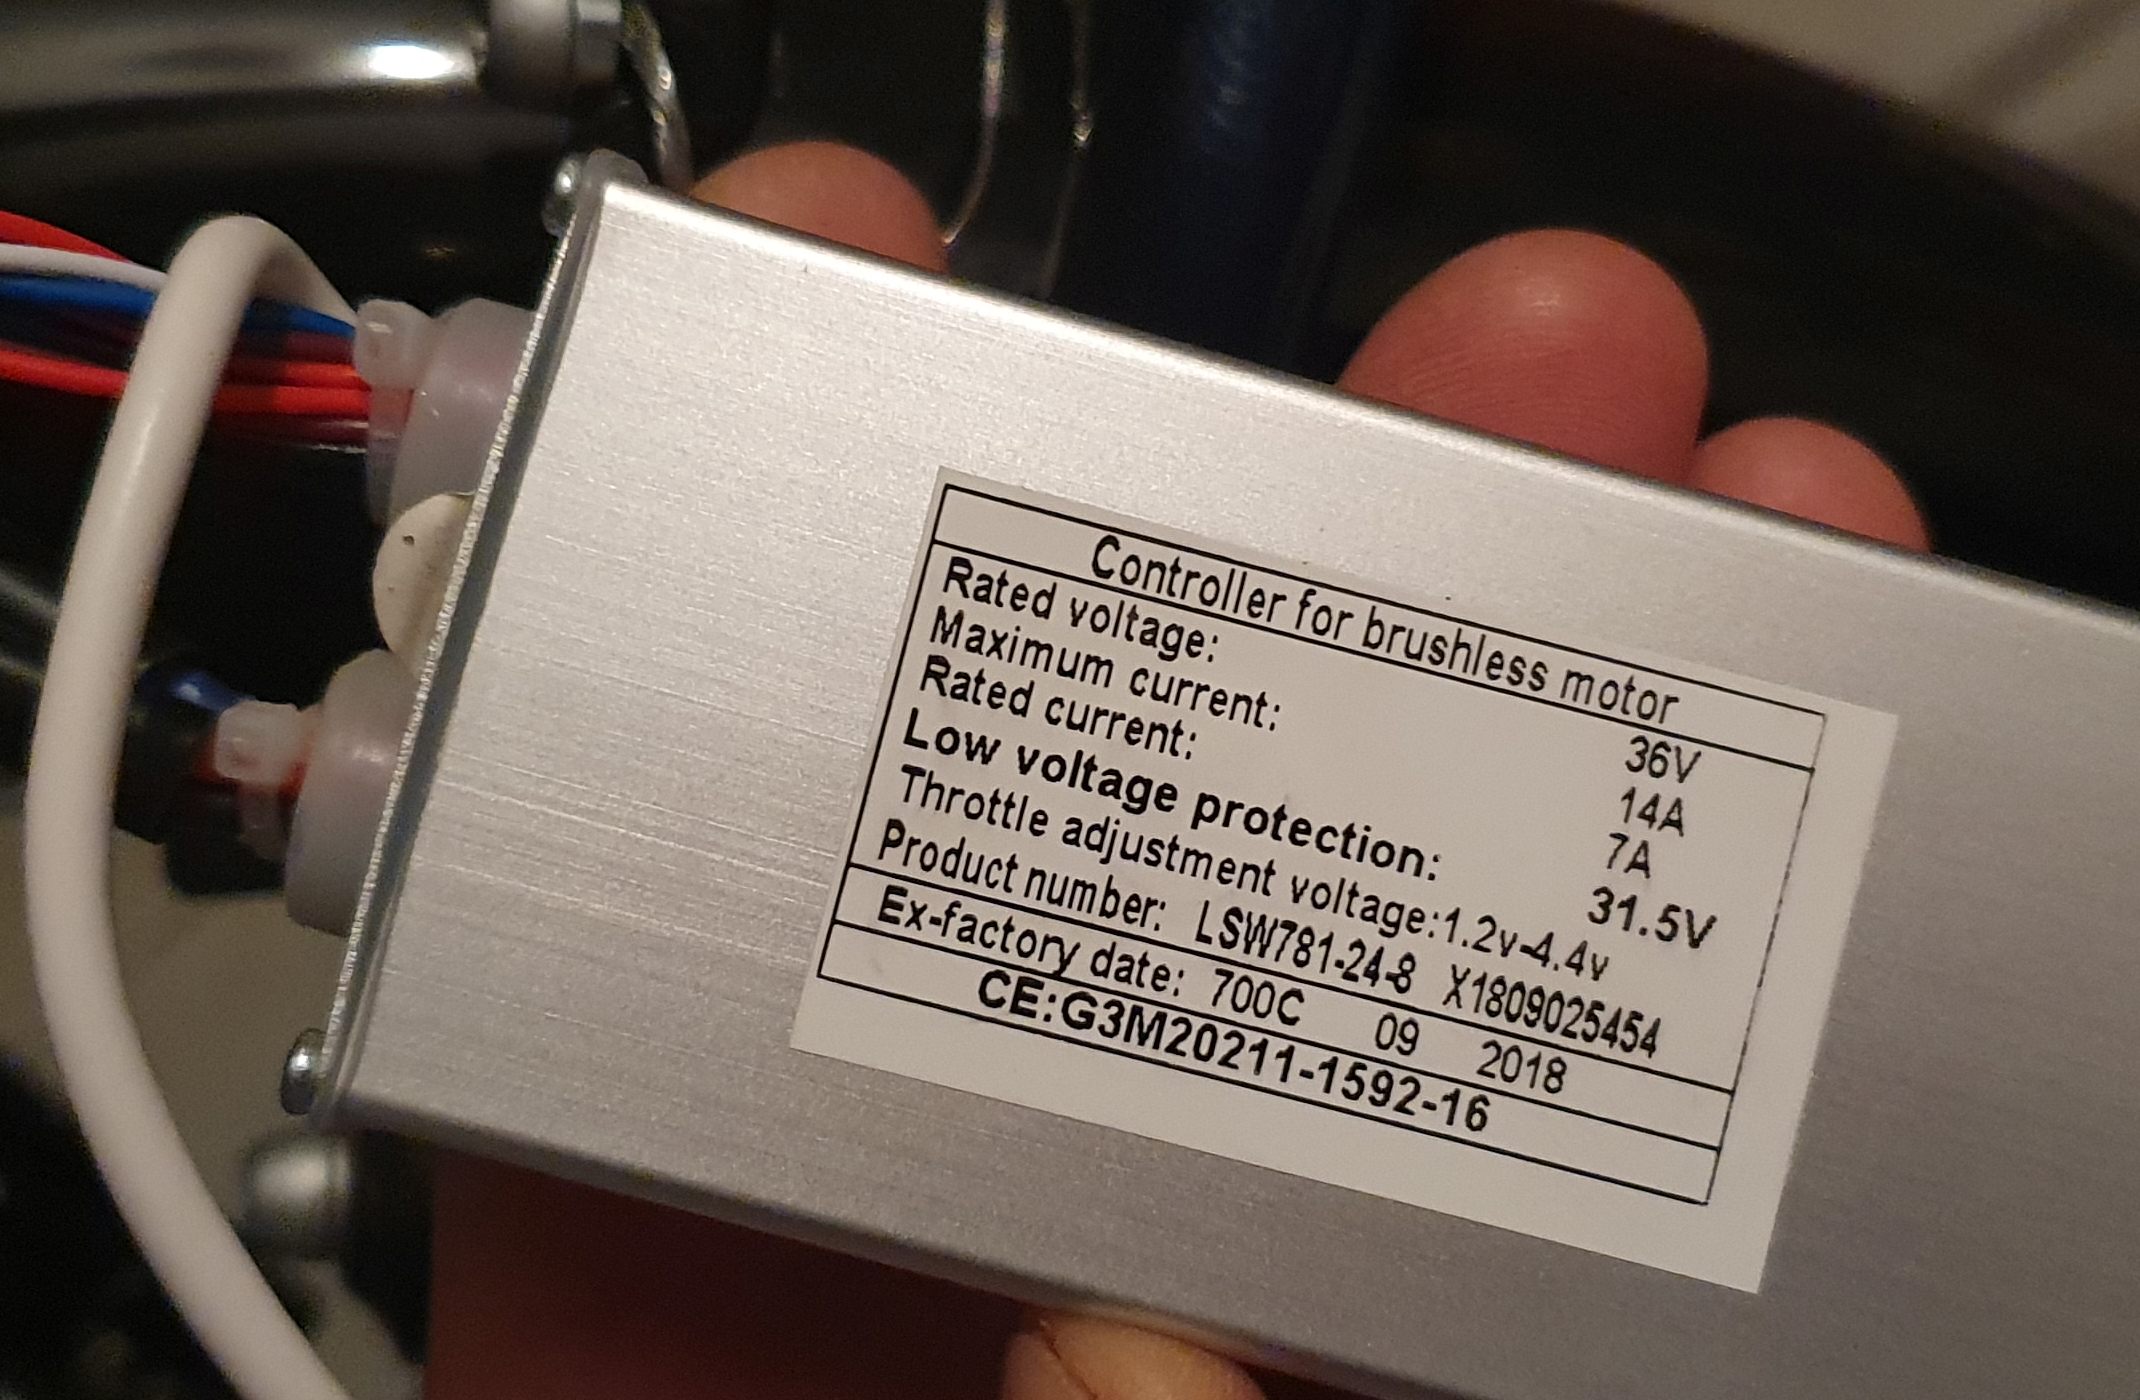 Controller for brushless motor
Rated voltage: 36V
Maximum current: 14A
Rated current: 7A
Low voltage protection: 31.5V
Throttle adjustment voltage:1.2v-4.4v
Product number: LSW781-24-8 X1809025454
Ex-factory date: 700C 09 2018
CE:G3M20211-1592-16